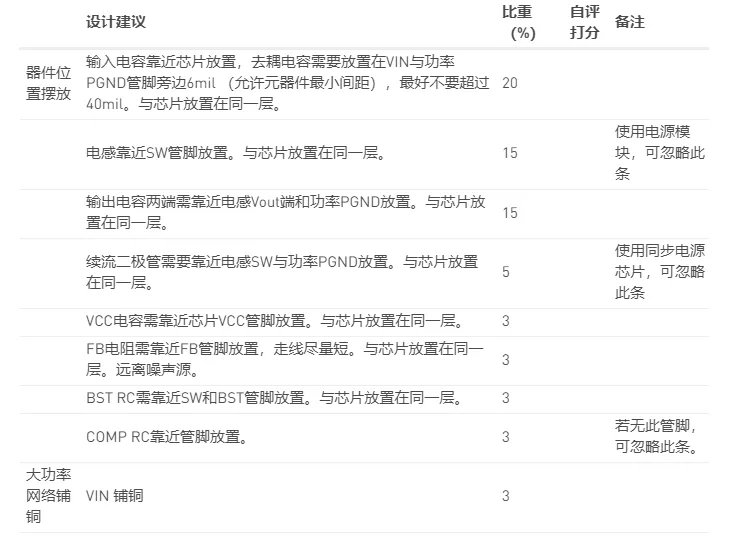 设计建议 比重（%） 自评打分 备注
器件位置摆放
输入电容靠近芯片放置，去耦电容需要放置在VIN与功率
PGND管脚旁边6mil （允许元器件最小间距），最好不要超过
40mil。与芯片放置在同一层。
20
电感靠近SW管脚放置。与芯片放置在同一层。
15
使用电源模
块，可忽略此
条
输出电容两端需靠近电感Vout端和功率PGND放置。与芯片放
置在同一层。
15
续流二极管需要靠近电感SW与功率PGND放置。与芯片放置
在同一层。
5
使用同步电源
芯片，可忽略
此条
VCC电容需靠近芯片VCC管脚放置。与芯片放置在同一层。
3
FB电阻需靠近FB管脚放置，走线尽量短。与芯片放置在同一
层。远离噪声源。
3
BST RC需靠近SW和BST管脚放置。与芯片放置在同一层。
3
COMP RC靠近管脚放置。
3
若无此管脚，
可忽略此条。
大功率
网络铺
铜
VIN 铺铜
3